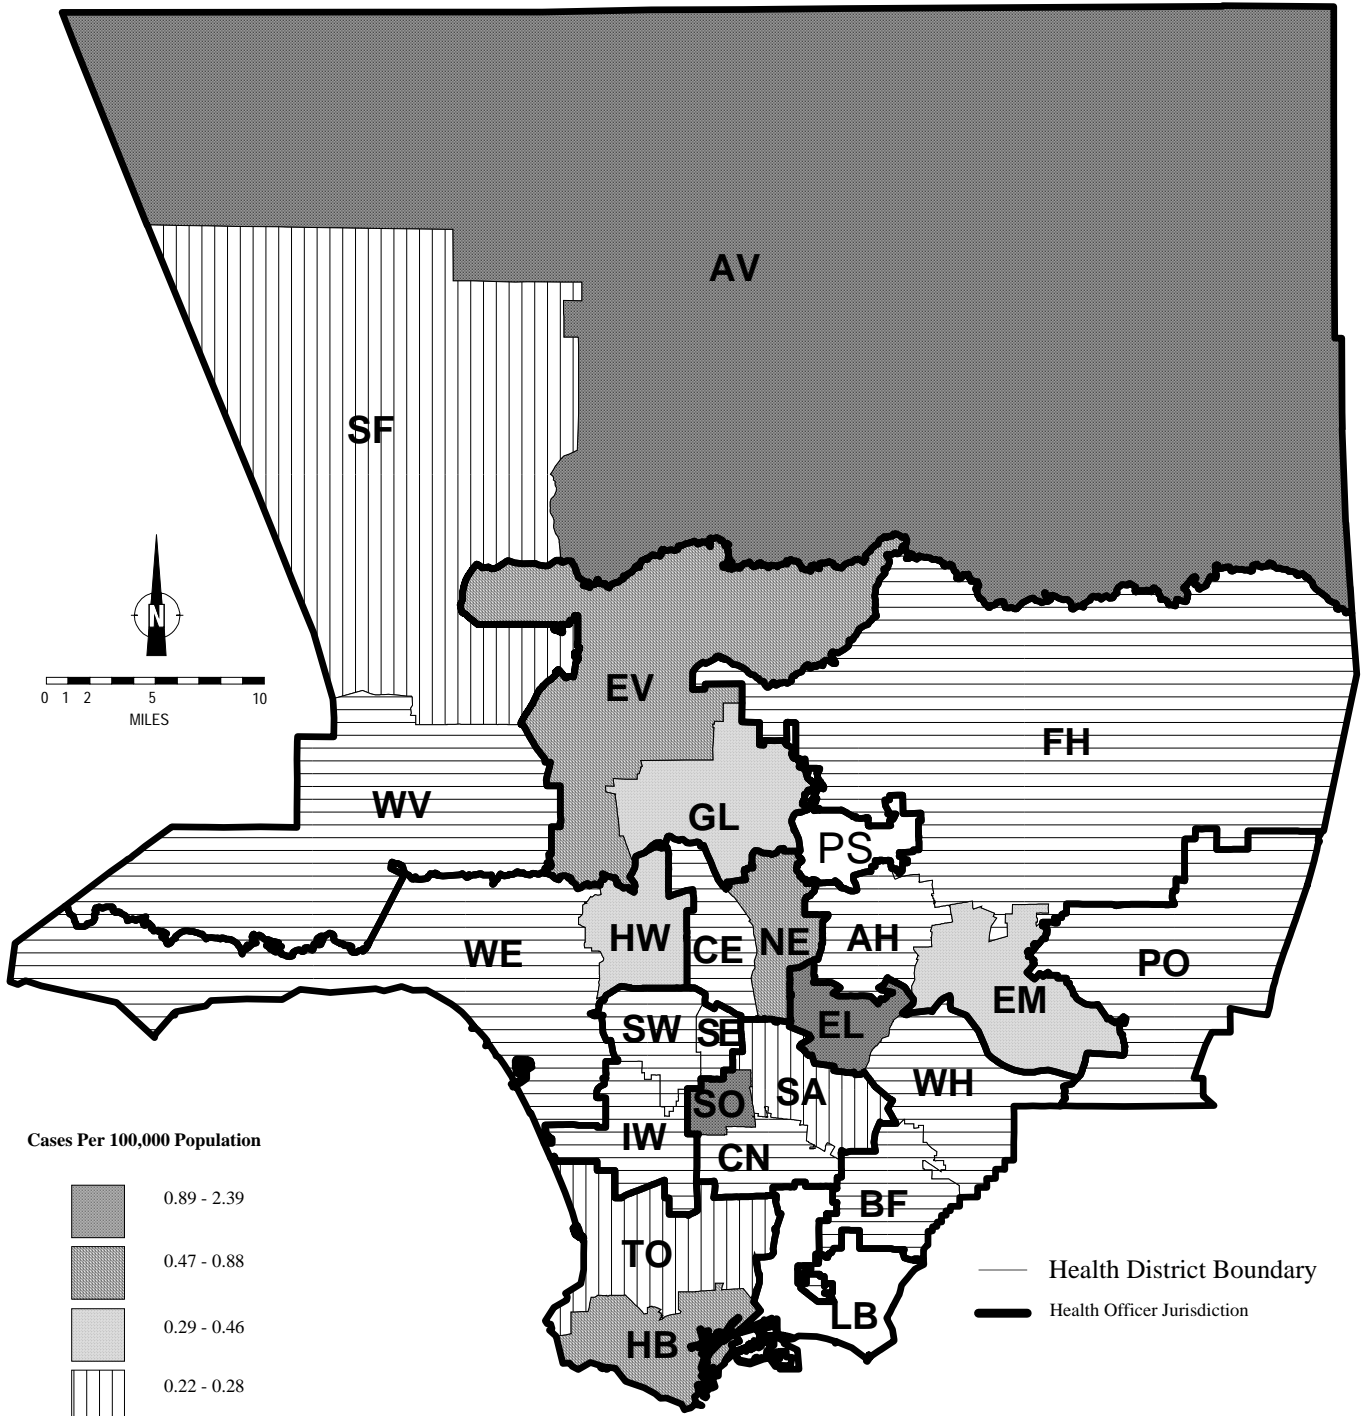 AV
SF
N
0 1 2 5 10
MILES
EV
FH
WV
GL
PS
HW
CE
NE
AH
WE
PO
EM
SW
SE
EL
SA
WH
SO
IW
CN
Cases Per 100,000 Population
0.89 - 2.39
BF
0.47 - 0.88
TO
Health District Boundary
Health Officer Jurisdiction
LB
0.29 - 0.46
HB
0.22 - 0.28